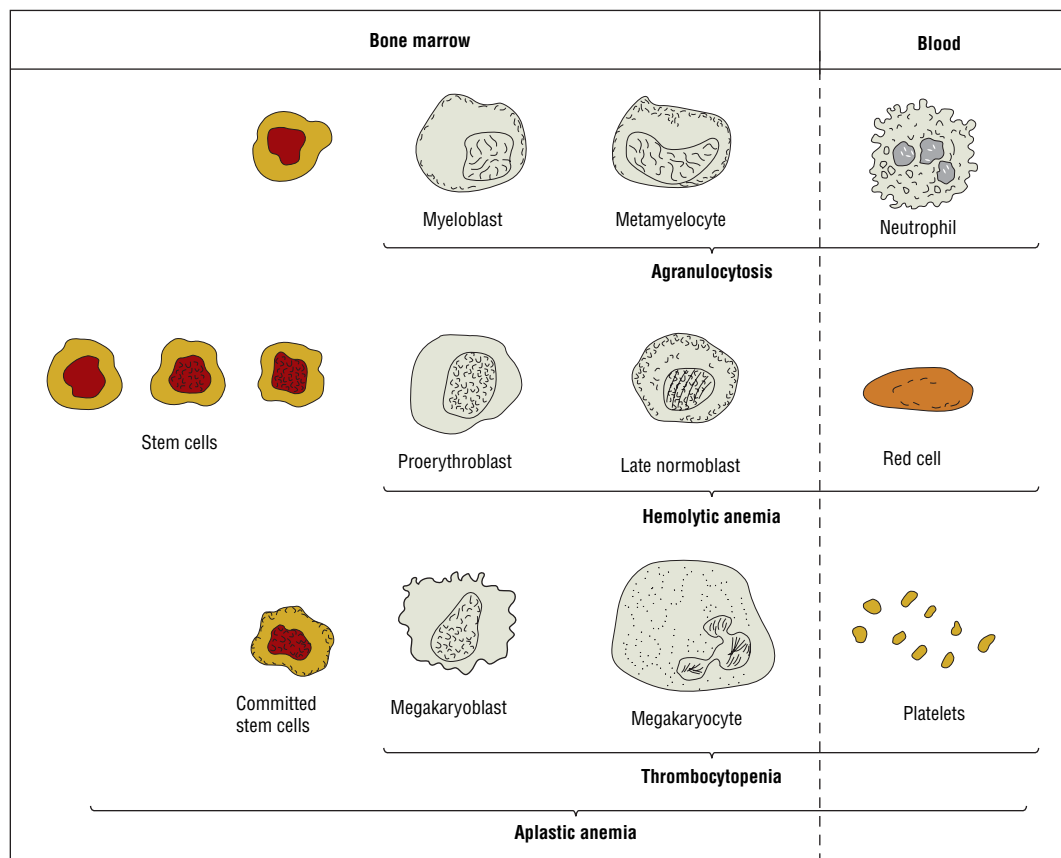 Bone marrow
Blood
Myeloblast
Metamyelocyte
Neutrophil
Agranulocytosis
Stem cells
Proerythroblast
Late normoblast
Red cell
Hemolytic anemia
Committed
stem cells
Megakaryoblast
Megakaryocyte
Platelets
Thrombocytopenia
Aplastic anemia